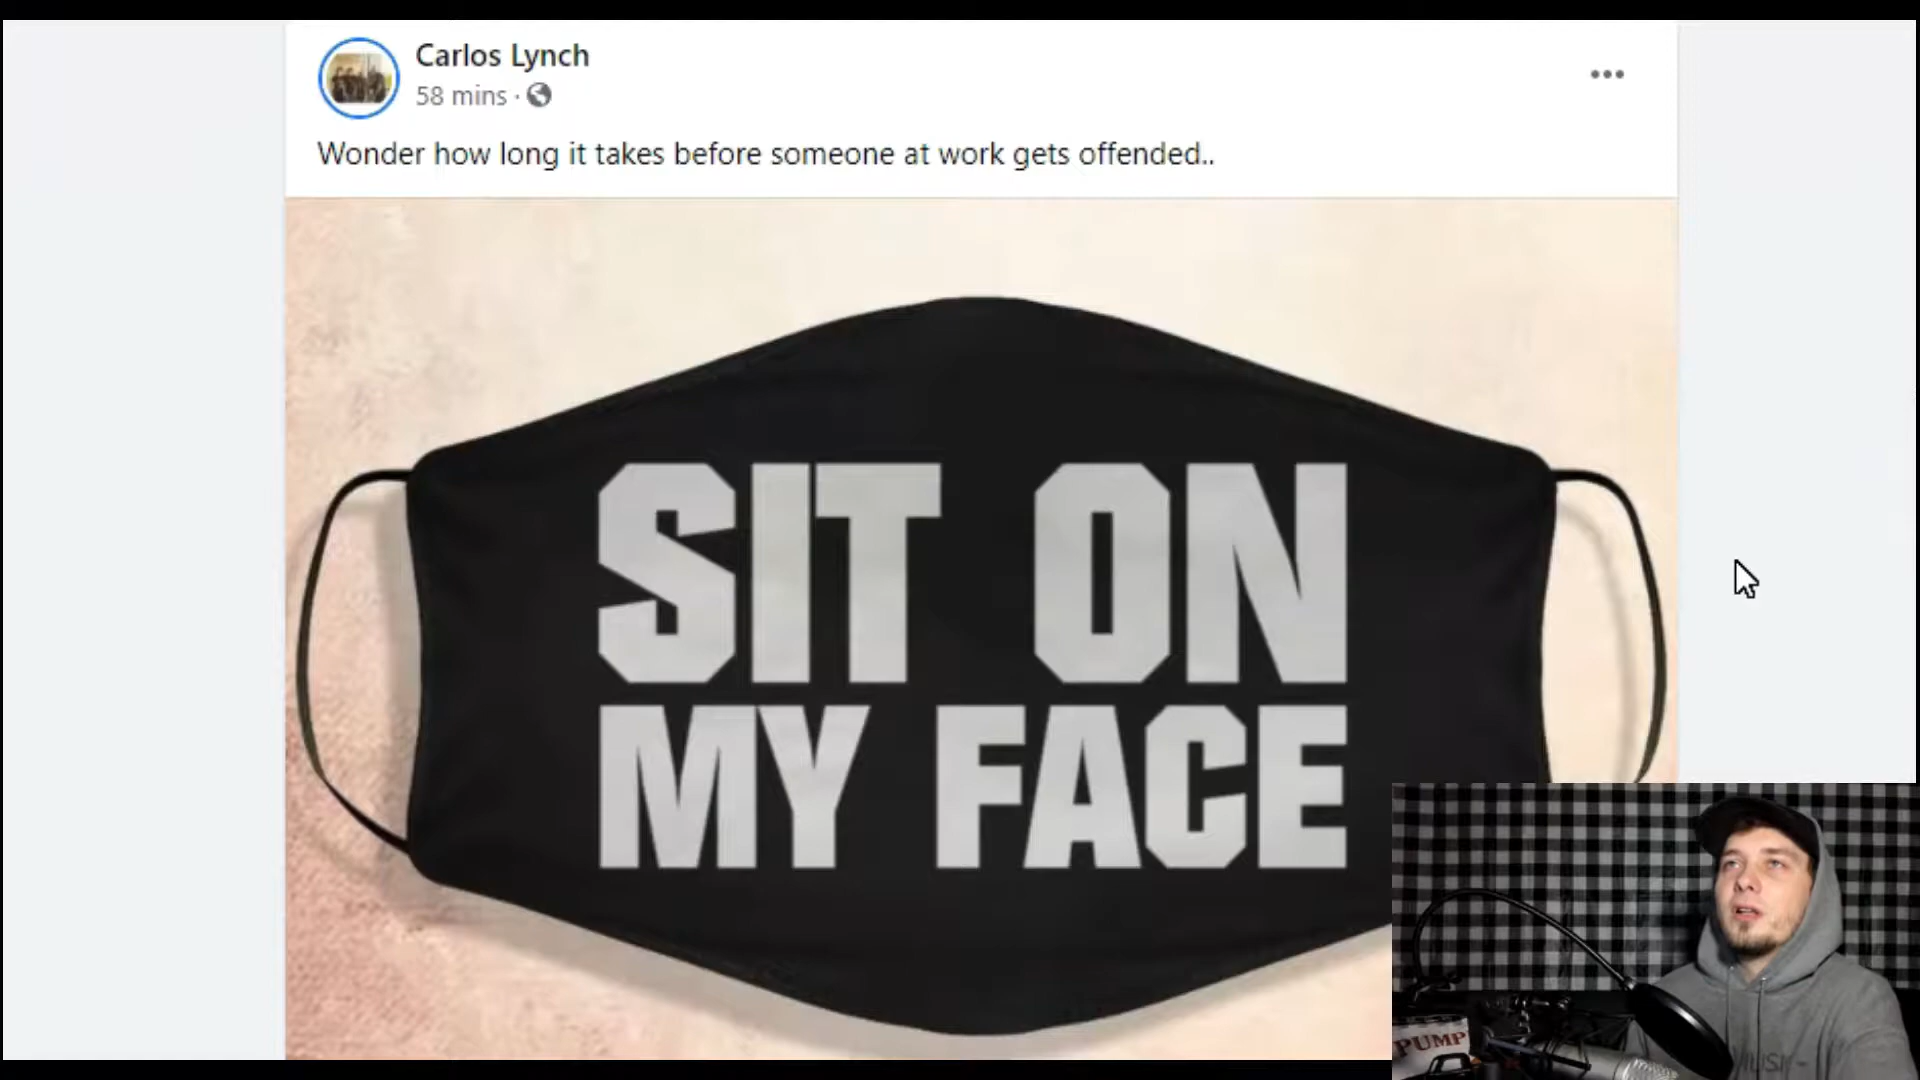 Carlos Lynch
58 mins ·
Wonder how long it takes before someone at work gets offended..
SIT ON
MY FACE
PUMP